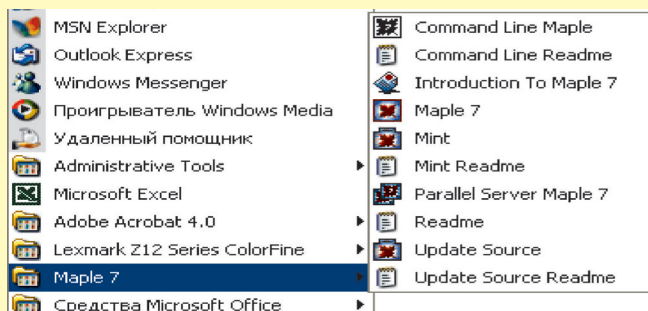 MSN Explorer
Outlook Express
Windows Messenger
Проигрыватель Windows Media
Удаленный помощник
Administrative Tools
Microsoft Excel
Adobe Acrobat 4.0
Lexmark Z12 Series ColorFine
Maple 7
Средства Microsoft Office
Command Line Maple
Command Line Readme
Introduction To Maple 7
Maple 7
Mint
Mint Readme
Parallel Server Maple 7
Readme
Update Source
Update Source Readme